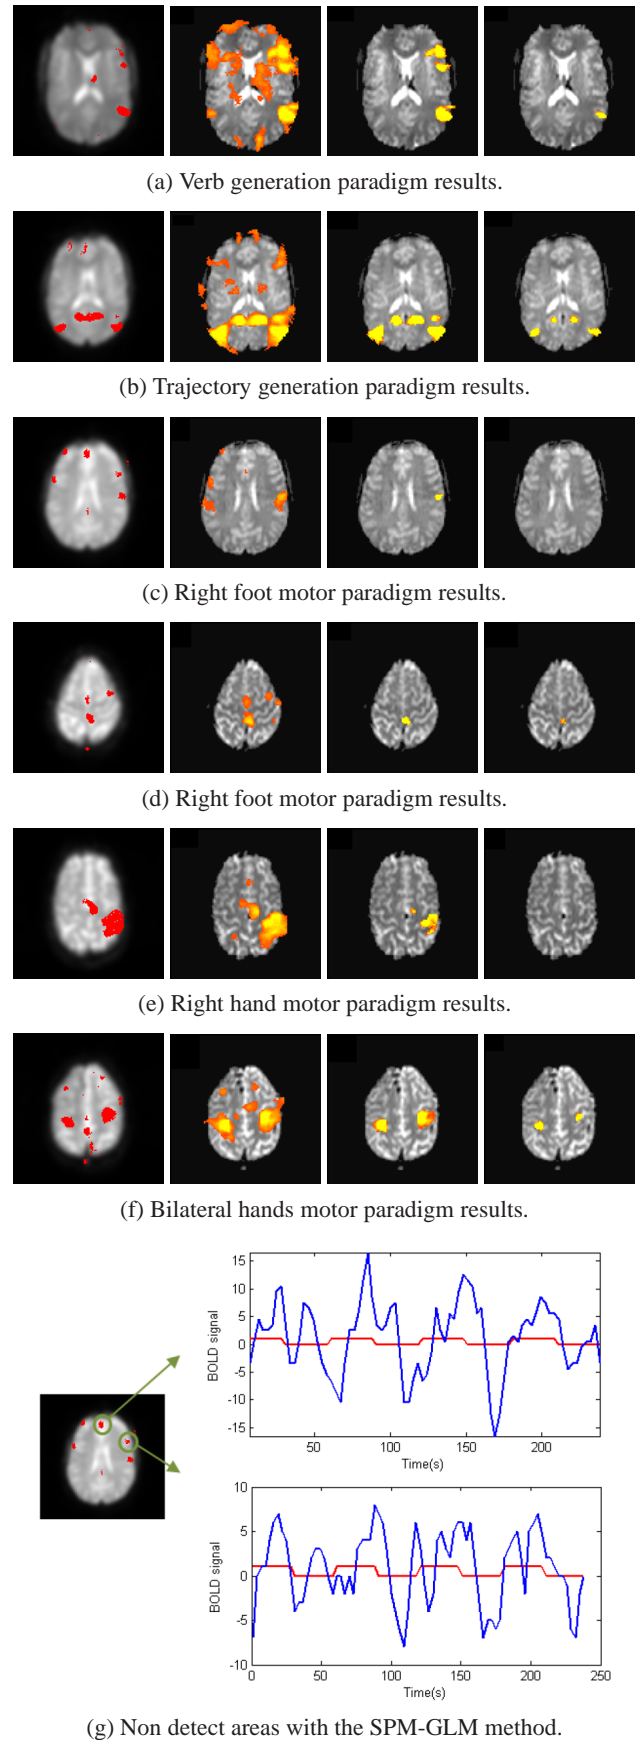 (a) Verb generation paradigm results.
(b) Trajectory generation paradigm results.
(c) Right foot motor paradigm results.
(d) Right foot motor paradigm results.
(e) Right hand motor paradigm results.
(f) Bilateral hands motor paradigm results.
15
10
5
0
-5
-10
-15
BOLD signal
50 100 150 200
Time(s)
10
5
0
-5
-10
BOLD signal
0 50 100 150 200 250
Time(s)
(g) Non detect areas with the SPM-GLM method.